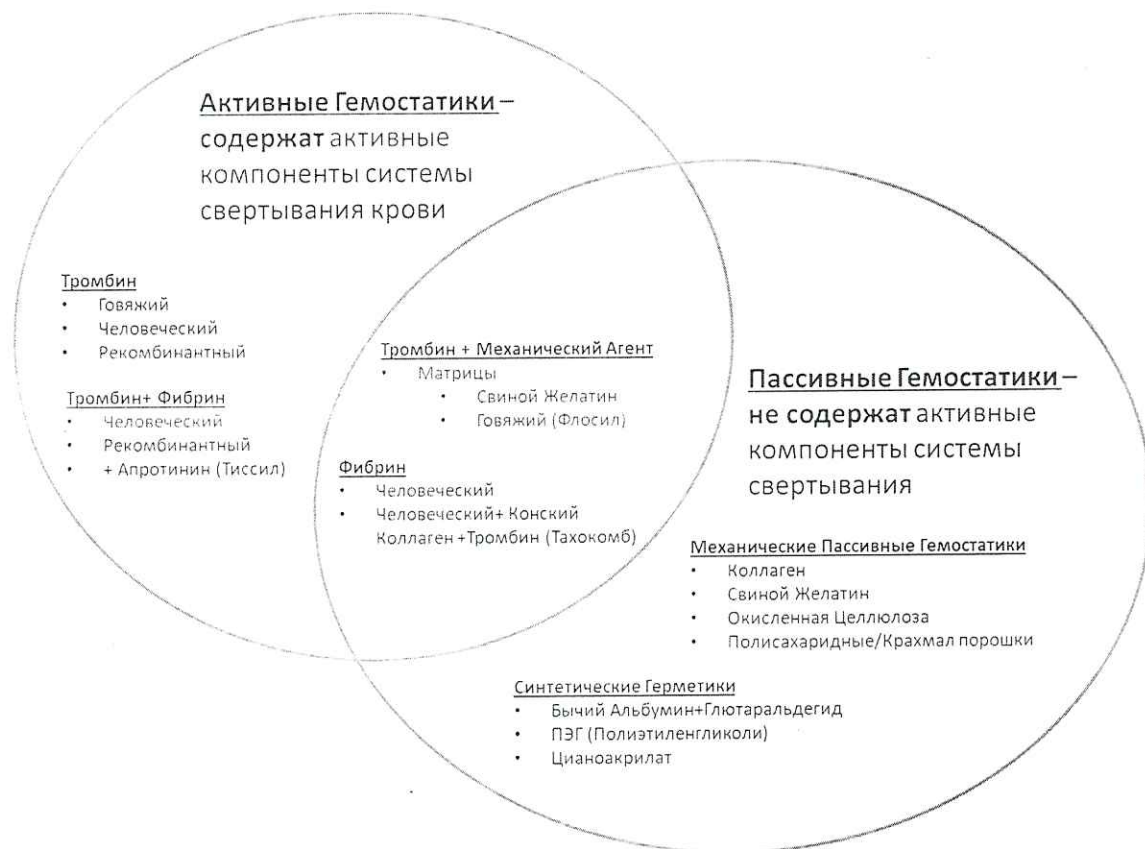 Активные Гемостатики –
содержат активные
компоненты системы
свертывания крови
Тромбин
• Говяжий
• Человеческий
• Рекомбинантный
Тромбин+ Фибрин
• Человеческий
• Рекомбинантный
• + Апротинин (Тиссил)
Тромбин + Механический Агент
• Матрицы
• Свиной Желатин
• Говяжий (Флосил)
Фибрин
• Человеческий
• Человеческий+ Конский
Коллаген +Тромбин (Тахокомб)
Пассивные Гемостатики –
не содержат активные
компоненты системы
свертывания
Механические Пассивные Гемостатики
• Коллаген
• Свиной Желатин
• Окисленная Целлюлоза
• Полисахаридные/Крахмал порошки
Синтетические Герметики
• Бычий Альбумин+Глютаральдегид
• ПЭГ (Полиэтиленгликоли)
• Цианоакрилат